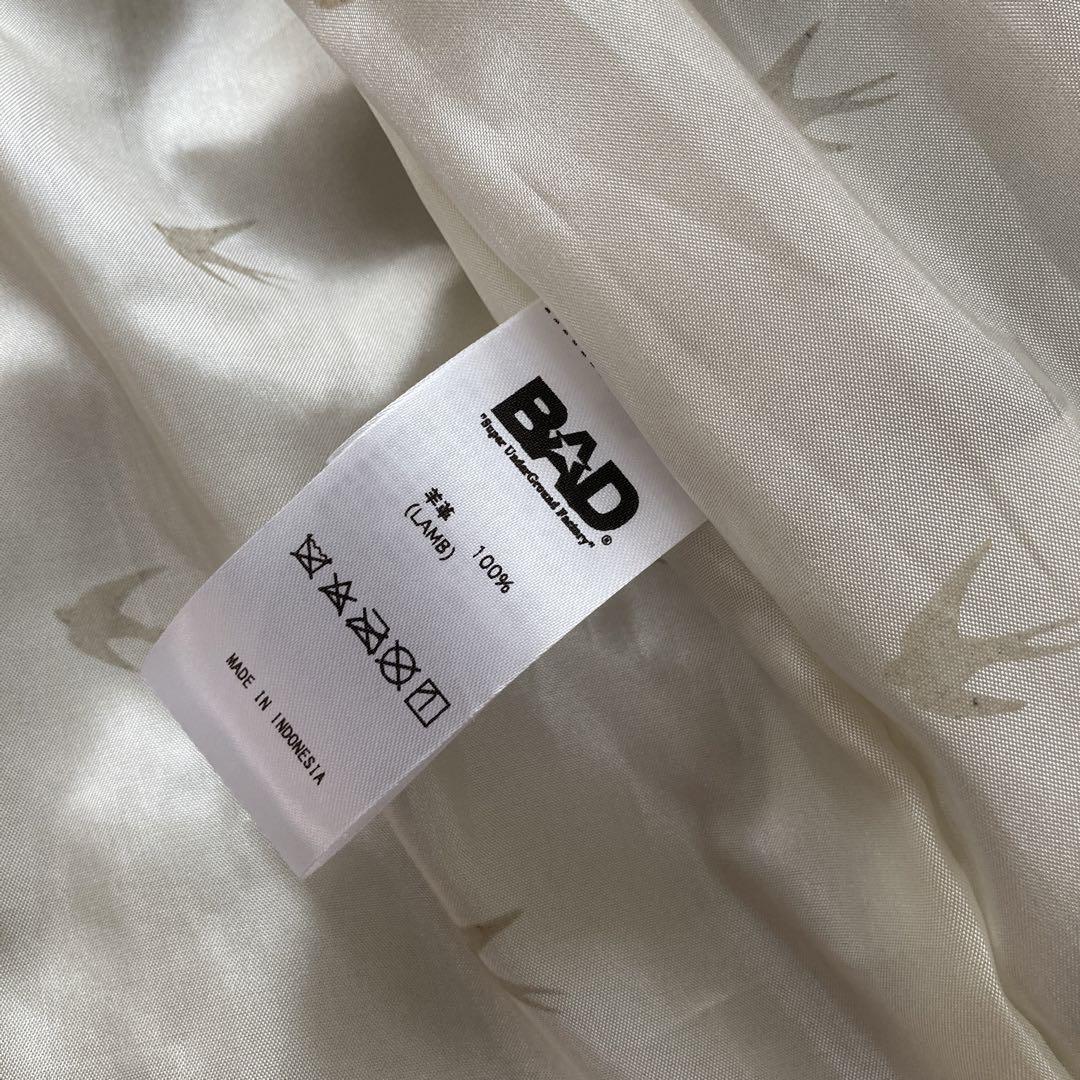 BAD
"Super UnderGround Factory"®
羊革 100%
(LAMB)
MADE IN INDONESIA